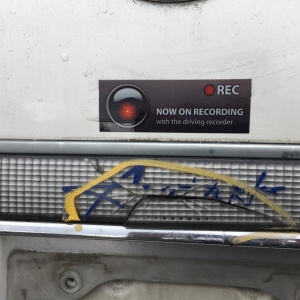 REC
NOW ON RECORDING
with the driving recorder